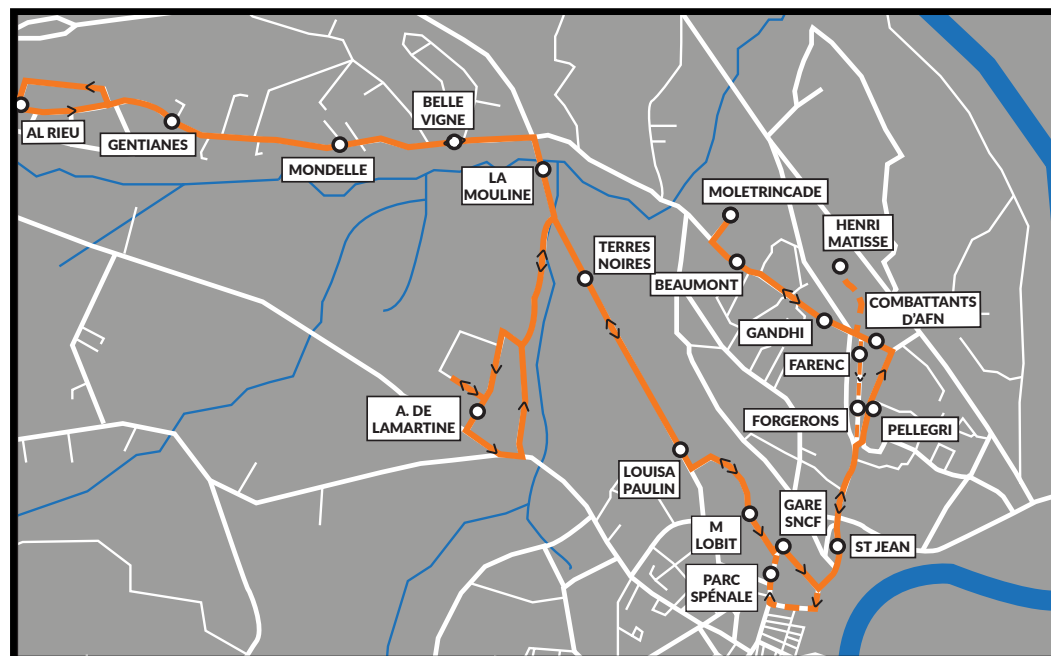 BELLE
VIGNE
AL RIEU
GENTIANES
MONDELLE
LA
MOULINE
MOLETRINCADE
HENRI
MATISSE
TERRES
NOIRES
BEAUMONT
COMBATTANTS
D'AFN
GANDHI
FARENC
A. DE
LAMARTINE
FORGERONS
PELLEGRI
LOUISA
PAULIN
GARE
SNCF
M
LOBIT
ST JEAN
PARC
SPÉNALE